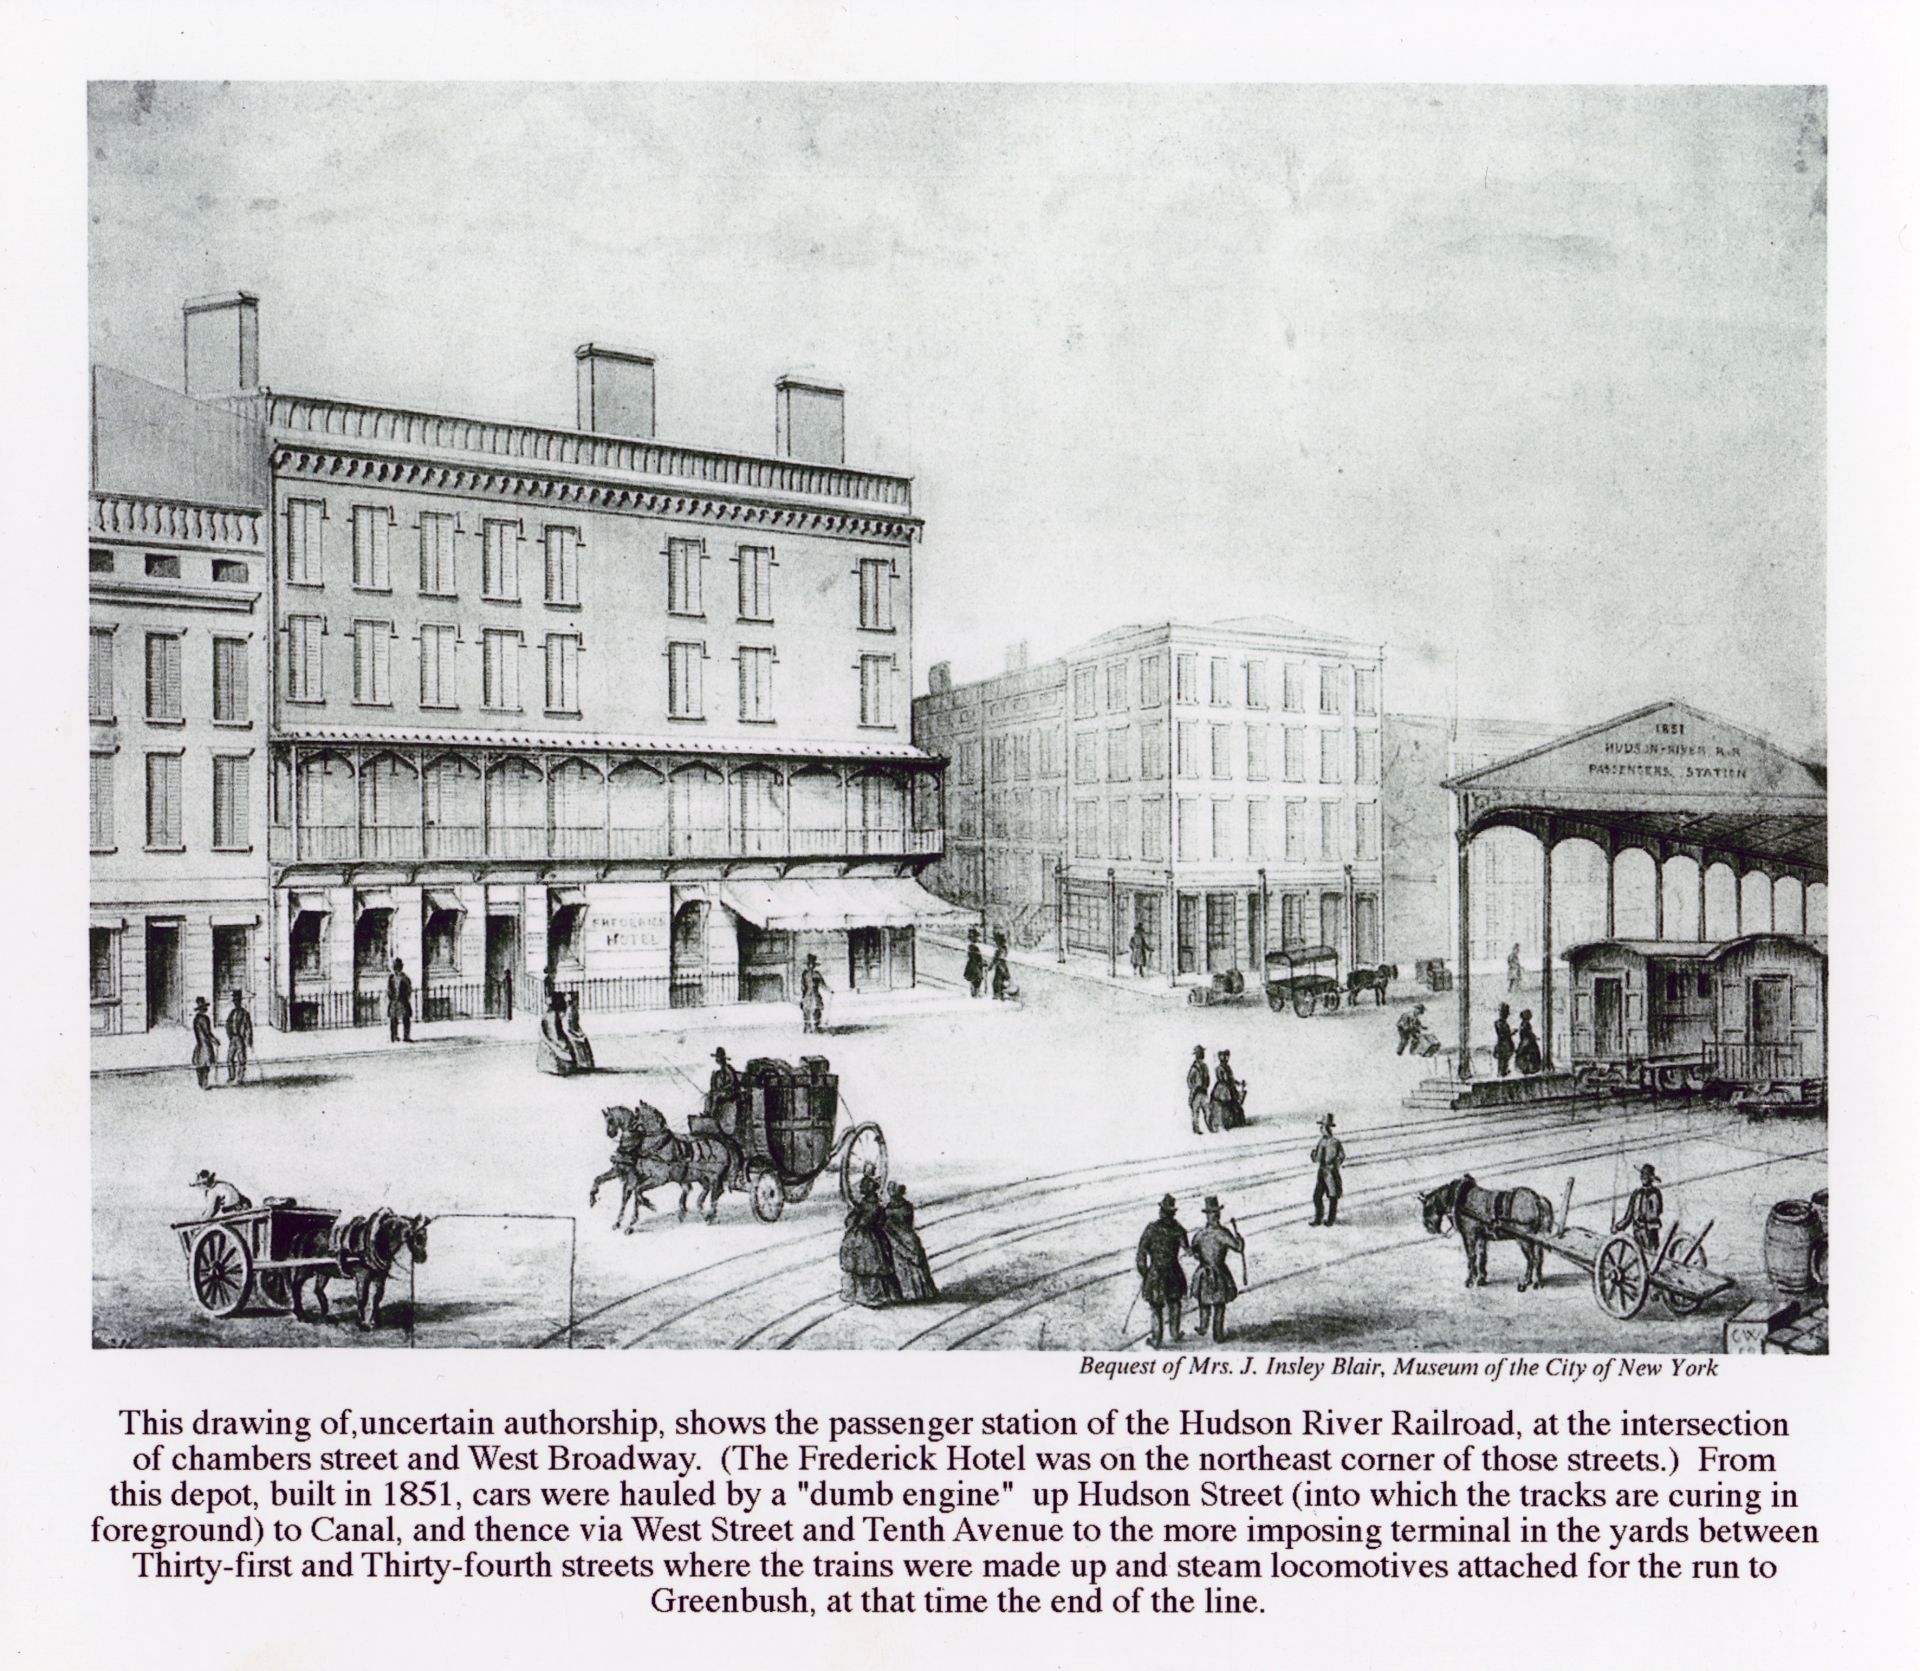 1851
HUDSON-RIVER R.R
PASSENGERS. STATION
FREDERICK
HOTEL
CW
Bequest of Mrs. J. Insley Blair, Museum of the City of New York
This drawing of,uncertain authorship, shows the passenger station of the Hudson River Railroad, at the intersection
of chambers street and West Broadway.  (The Frederick Hotel was on the northeast corner of those streets.)  From
this depot, built in 1851, cars were hauled by a "dumb engine"  up Hudson Street (into which the tracks are curing in
foreground) to Canal, and thence via West Street and Tenth Avenue to the more imposing terminal in the yards between
Thirty-first and Thirty-fourth streets where the trains were made up and steam locomotives attached for the run to
Greenbush, at that time the end of the line.